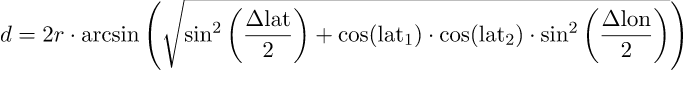 d = 2r · arcsin(√(sin²(Δlat/2) + cos(lat₁) · cos(lat₂) · sin²(Δlon/2)))